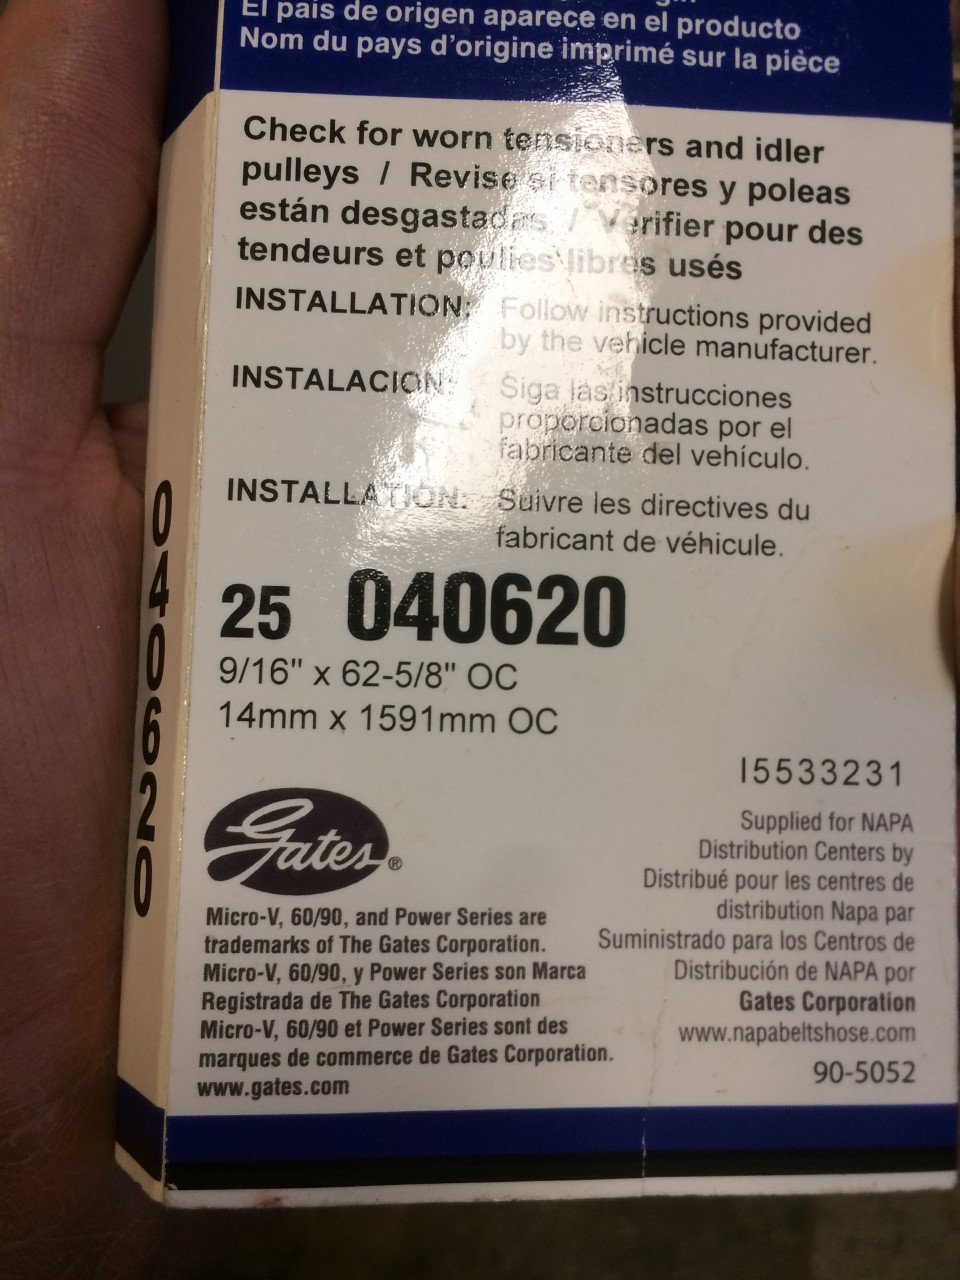 El país de origen aparece en el producto
Nom du pays d'origine imprimé sur la pièce
Check for worn tensioners and idler
pulleys / Revise si tensores y poleas
están desgastadas / Vérifier pour des
tendeurs et poulies libres usés
INSTALLATION: Follow instructions provided
by the vehicle manufacturer.
INSTALACION: Siga las instrucciones
proporcionadas por el
fabricante del vehículo.
INSTALLATION: Suivre les directives du
fabricant de véhicule.
25 040620
9/16" x 62-5/8" OC
14mm x 1591mm OC
040620
I5533231
Gates®
Micro-V, 60/90, and Power Series are
trademarks of The Gates Corporation.
Micro-V, 60/90, y Power Series son Marca
Registrada de The Gates Corporation
Micro-V, 60/90 et Power Series sont des
marques de commerce de Gates Corporation.
www.gates.com
Supplied for NAPA
Distribution Centers by
Distribué pour les centres de
distribution Napa par
Suministrado para los Centros de
Distribución de NAPA por
Gates Corporation
www.napabeltshose.com
90-5052